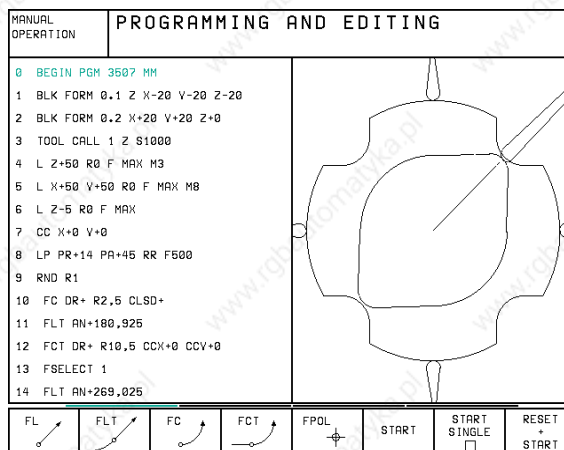 MANUAL
OPERATION
PROGRAMMING AND EDITING
0 BEGIN PGM 3507 MM
1 BLK FORM 0.1 Z X-20 Y-20 Z-20
2 BLK FORM 0.2 X+20 Y+20 Z+0
3 TOOL CALL 1 Z S1000
4 L Z+50 R0 F MAX M3
5 L X+50 Y+50 R0 F MAX M8
6 L Z-5 R0 F MAX
7 CC X+0 Y+0
8 LP PR+14 PA+45 RR F500
9 RND R1
10 FC DR+ R2,5 CLSD+
11 FLT AN+180,925
12 FCT DR+ R10,5 CCX+0 CCY+0
13 FSELECT 1
14 FLT AN+269,025
FL
FLT
FC
FCT
FPOL
START
START
SINGLE
RESET
+
START
www.rgbautomatyka.pl